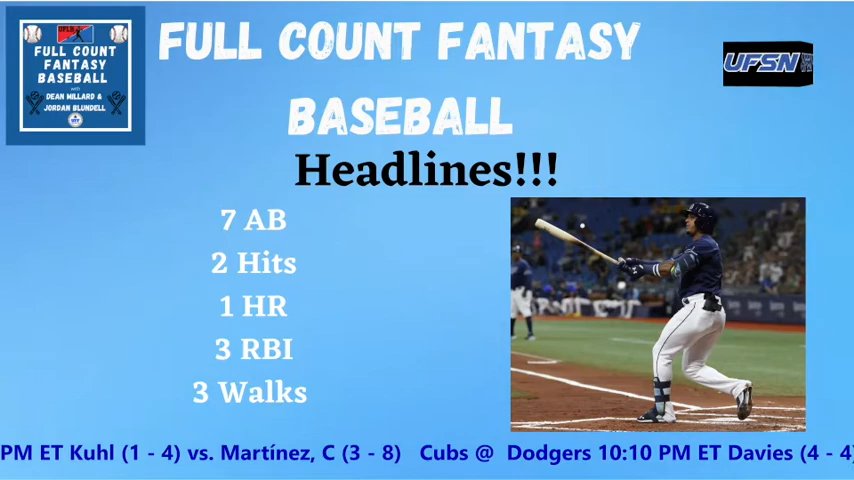 UFLB
FULL COUNT
FANTASY
BASEBALL
with
DEAN MILLARD &
JORDAN BLUNDELL
FULL COUNT FANTASY
BASEBALL
UFSN
Headlines!!!
7 AB
2 Hits
1 HR
3 RBI
3 Walks
PM ET Kuhl (1 - 4) vs. Martínez, C (3 - 8) Cubs @ Dodgers 10:10 PM ET Davies (4 - 4)